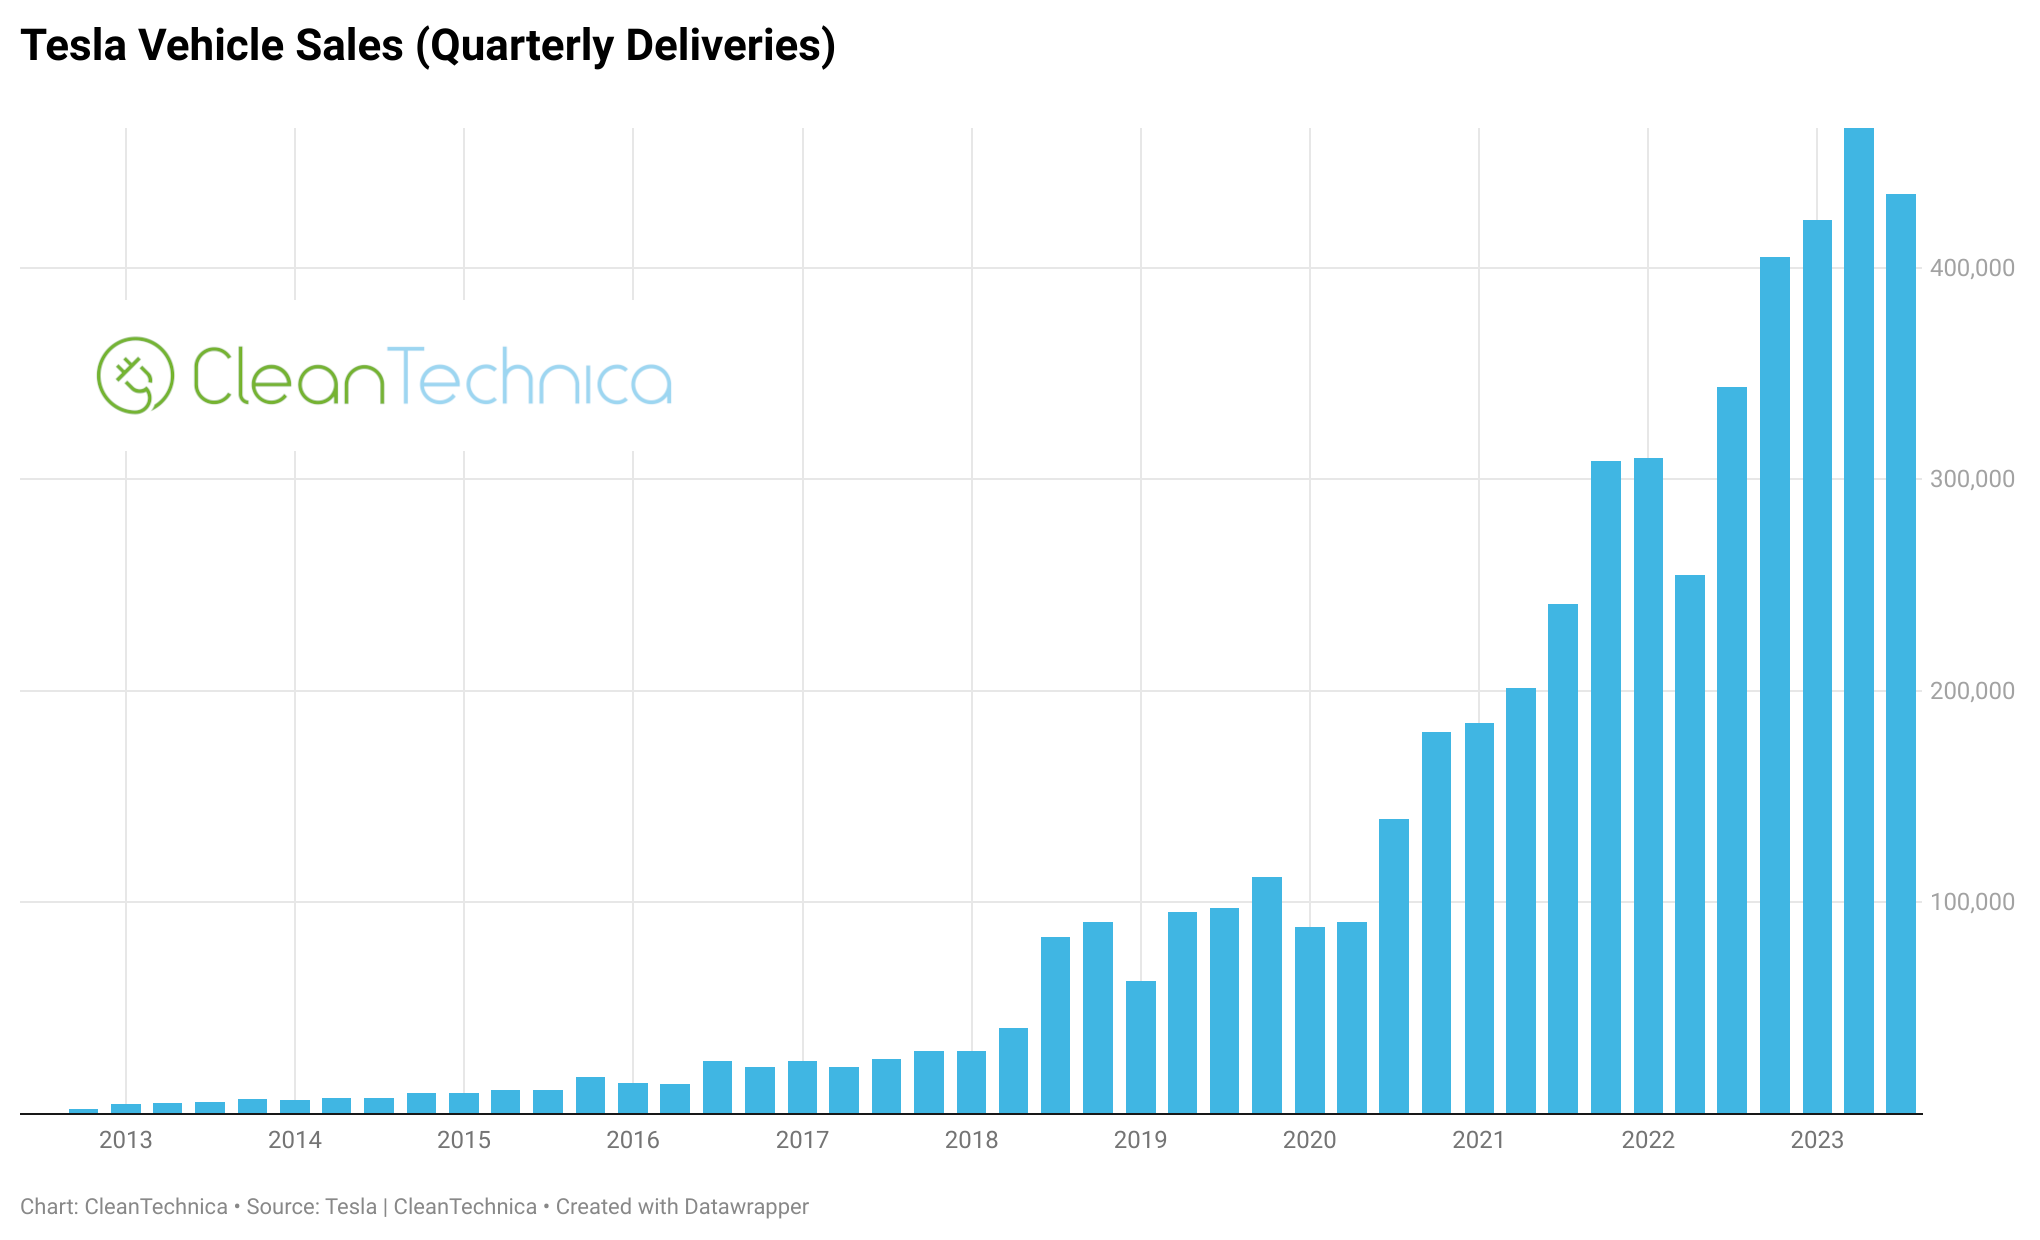 Tesla Vehicle Sales (Quarterly Deliveries)
400,000
CleanTechnica
300,000
200,000
100,000
2013 2014 2015 2016 2017 2018 2019 2020 2021 2022 2023
Chart: CleanTechnica • Source: Tesla | CleanTechnica • Created with Datawrapper